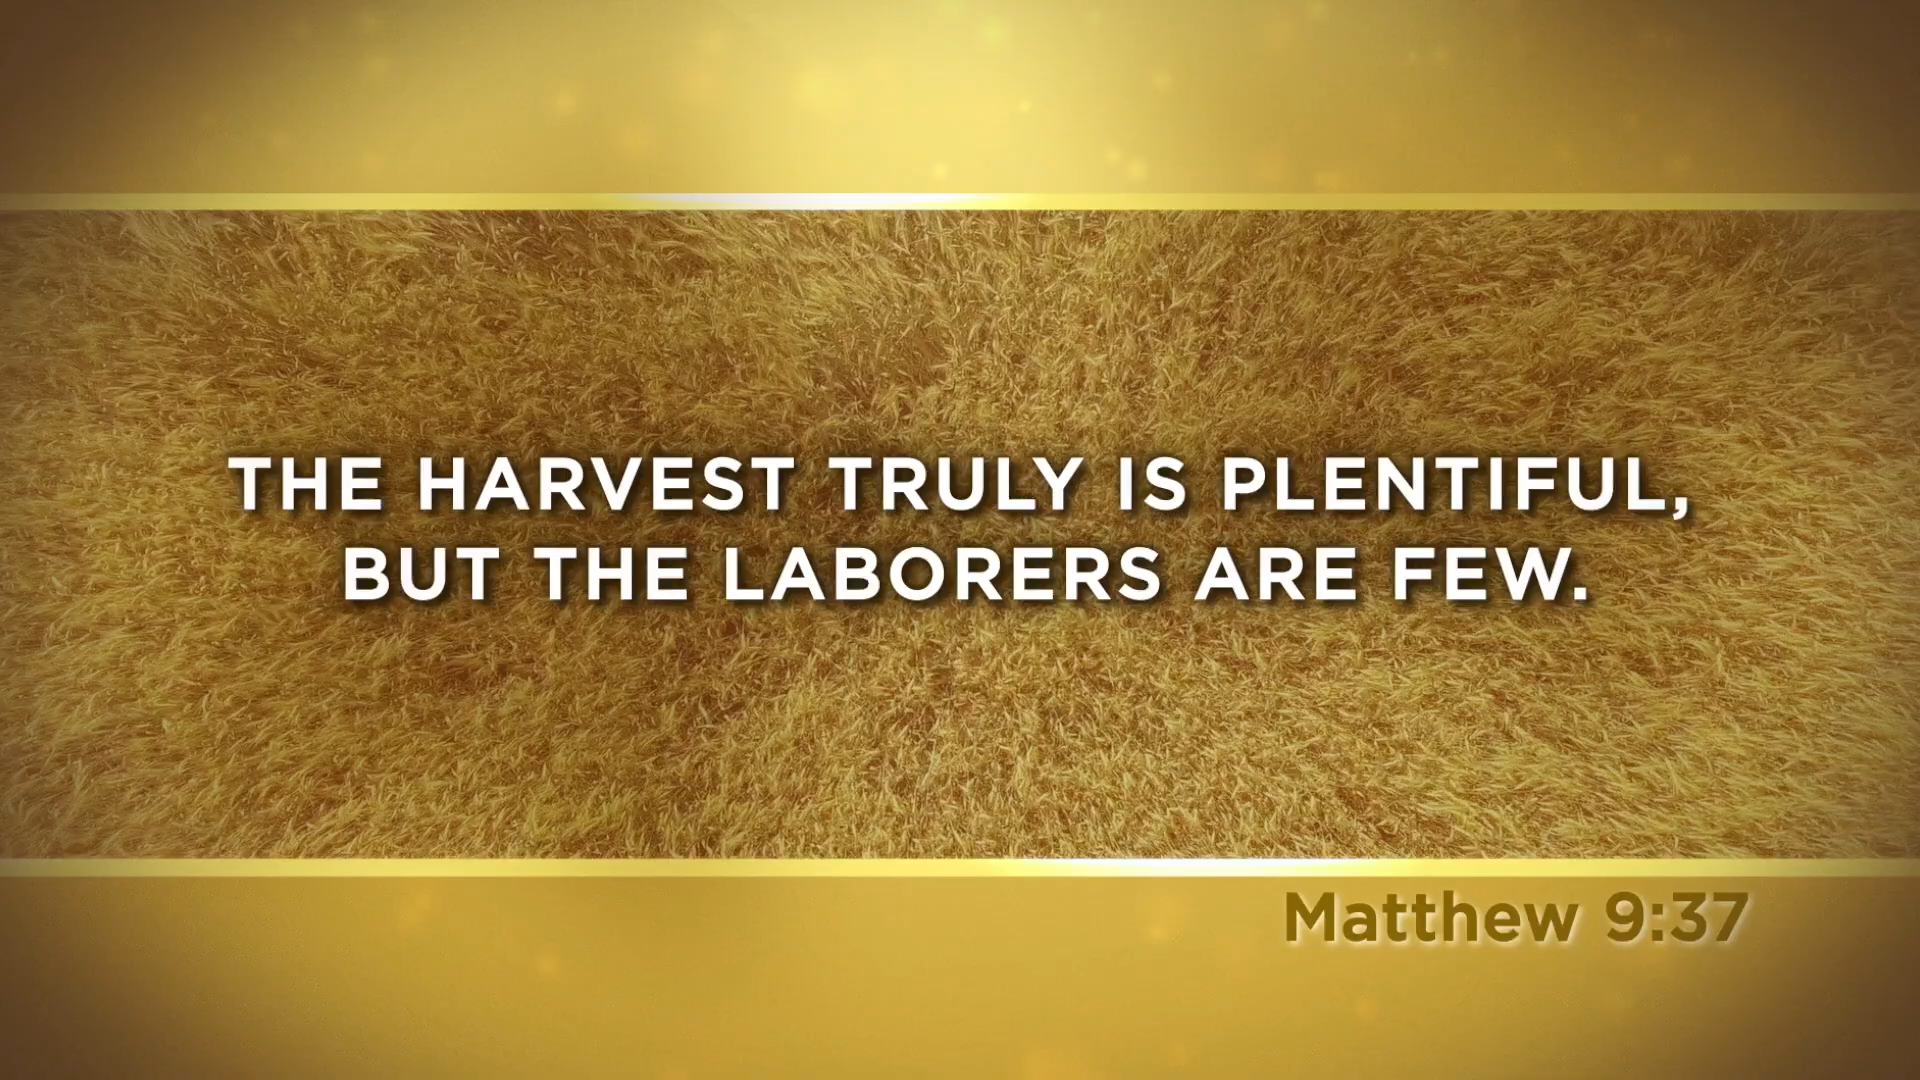 THE HARVEST TRULY IS PLENTIFUL,
BUT THE LABORERS ARE FEW.
Matthew 9:37